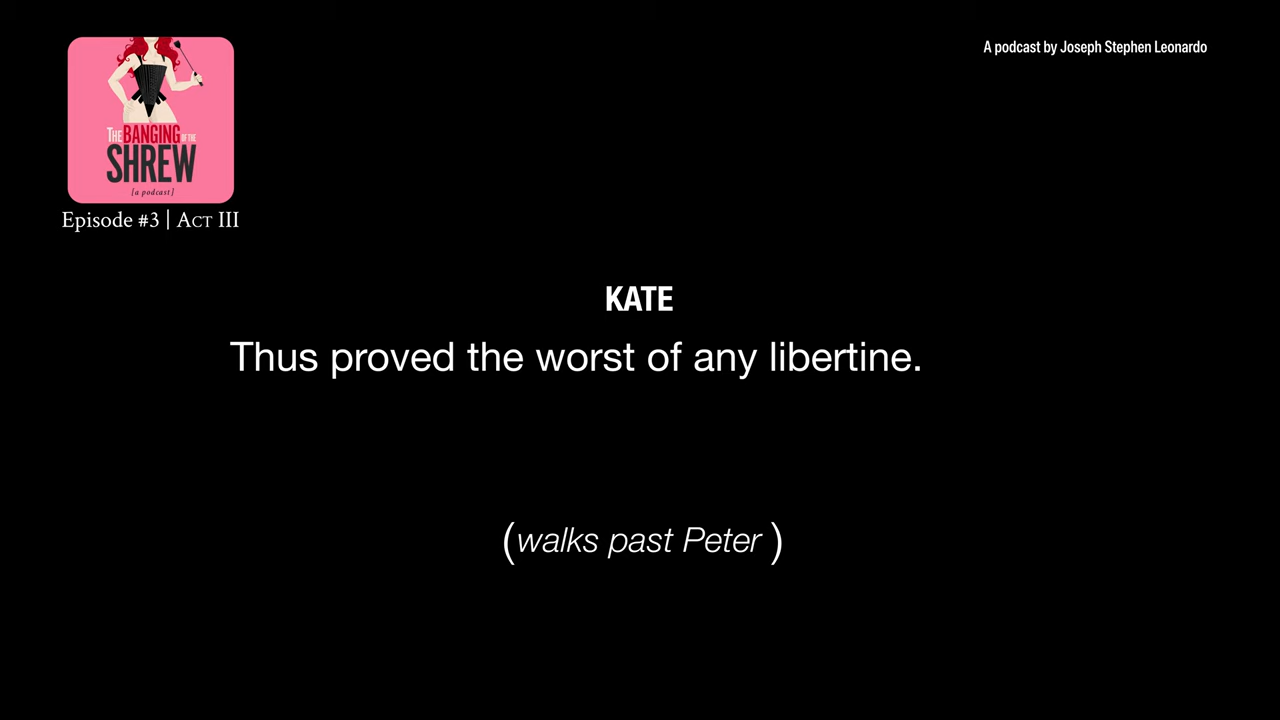 A podcast by Joseph Stephen Leonardo
THE BANGING OF THE
SHREW
[a podcast]
Episode #3 | ACT III
KATE
Thus proved the worst of any libertine.
(walks past Peter )